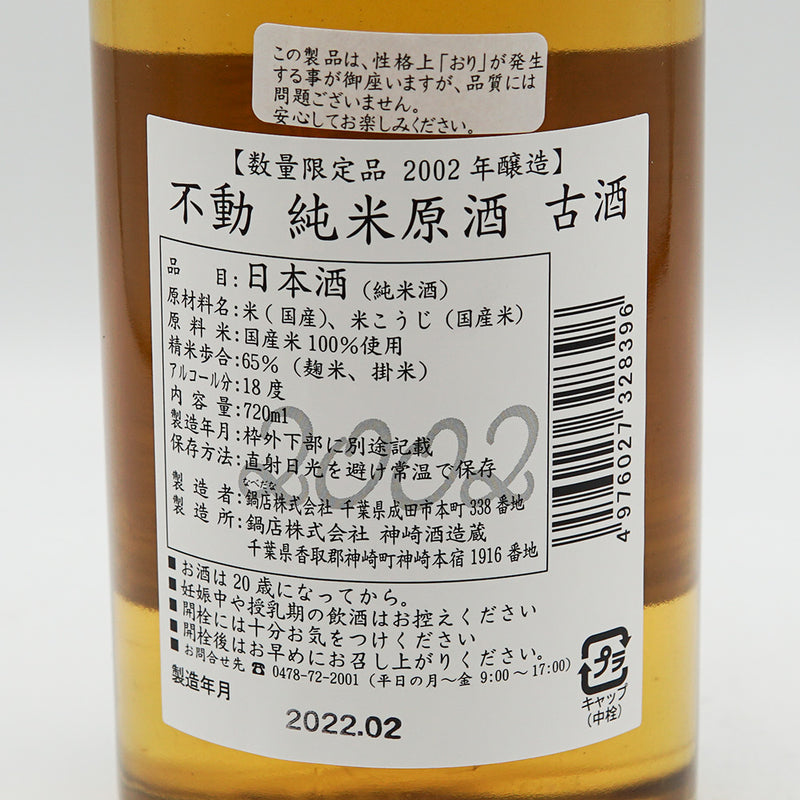 この製品は、性格上「おり」が発生
する事が御座いますが、品質には
問題ございません。
安心してお楽しみください。
【数量限定品 2002年醸造】
不動 純米原酒 古酒
品目:日本酒(純米酒)
原材料名:米(国産)、米こうじ(国産米)
原料米:国産米100%使用
精米歩合:65%(麹米、掛米)
アルコール分:18度
内容量:720ml
製造年月:枠外下部に別途記載
保存方法:直射日光を避け常温で保存
なべだな
製造者:鍋店株式会社 千葉県成田市本町338番地
製造所:鍋店株式会社 神崎酒造蔵
千葉県香取郡神崎町神崎本宿1916番地
2002
4 976027 328396
■お酒は20歳になってから。
■妊娠中や授乳期の飲酒はお控えください
■開栓には十分お気をつけください
■開栓後はお早めにお召し上がりください。
■お問合せ先 ☎ 0478-72-2001(平日の月~金 9:00~17:00)
製造年月
2022.02
プラ
キャップ
(中栓)